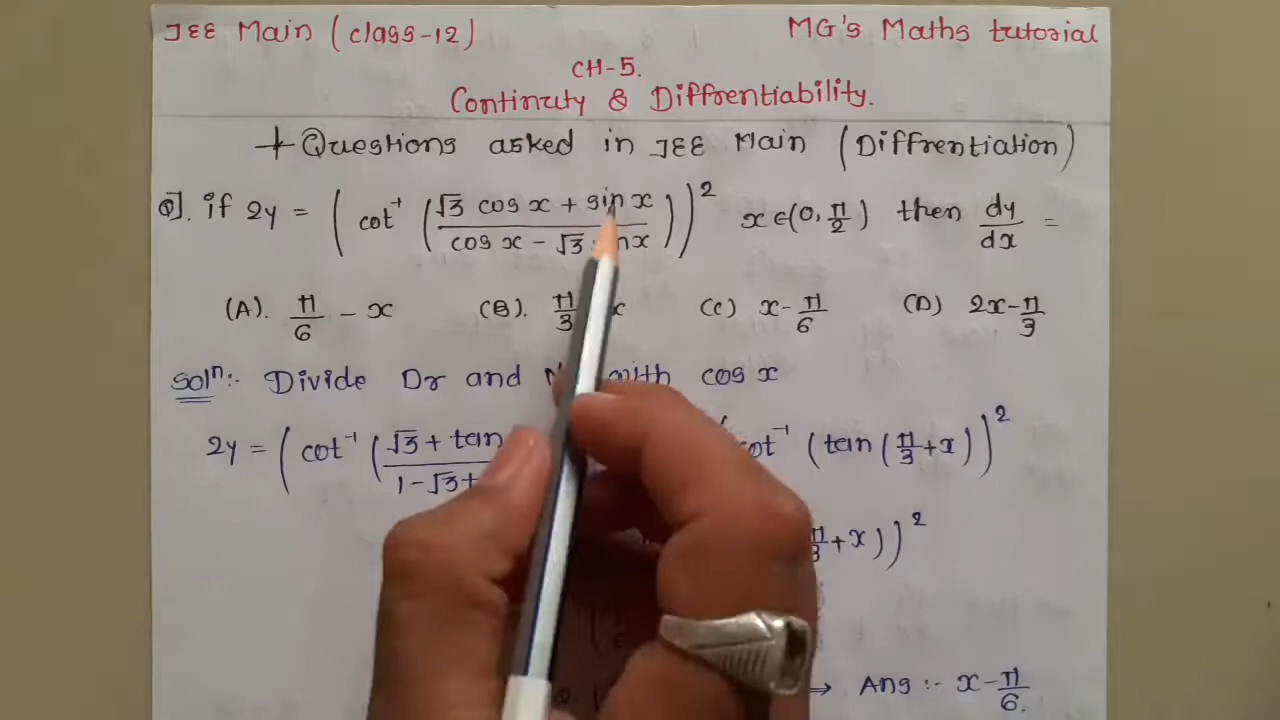 JEE Main (class-12) MG's Maths tutorial
CH-5.
Continuty & Diffrentiability.
+ Questions asked in JEE Main (Diffrentiation)
Q]. if 2y = ( cot⁻¹ ( √3 cos x + sin x / cos x - √3 sin x ) )² x ∈ (0, π/2) then dy/dx =
(A). π/6 - x (B). π/3 x (C) x - π/6 (D) 2x - π/3
Solⁿ:- Divide Dr and with cos x
2y = ( cot⁻¹ ( √3 + tan / 1 - √3 t cot⁻¹ (tan (π/3 + x) )²
π/3 + x ) )²
→ Ans :- x - π/6.